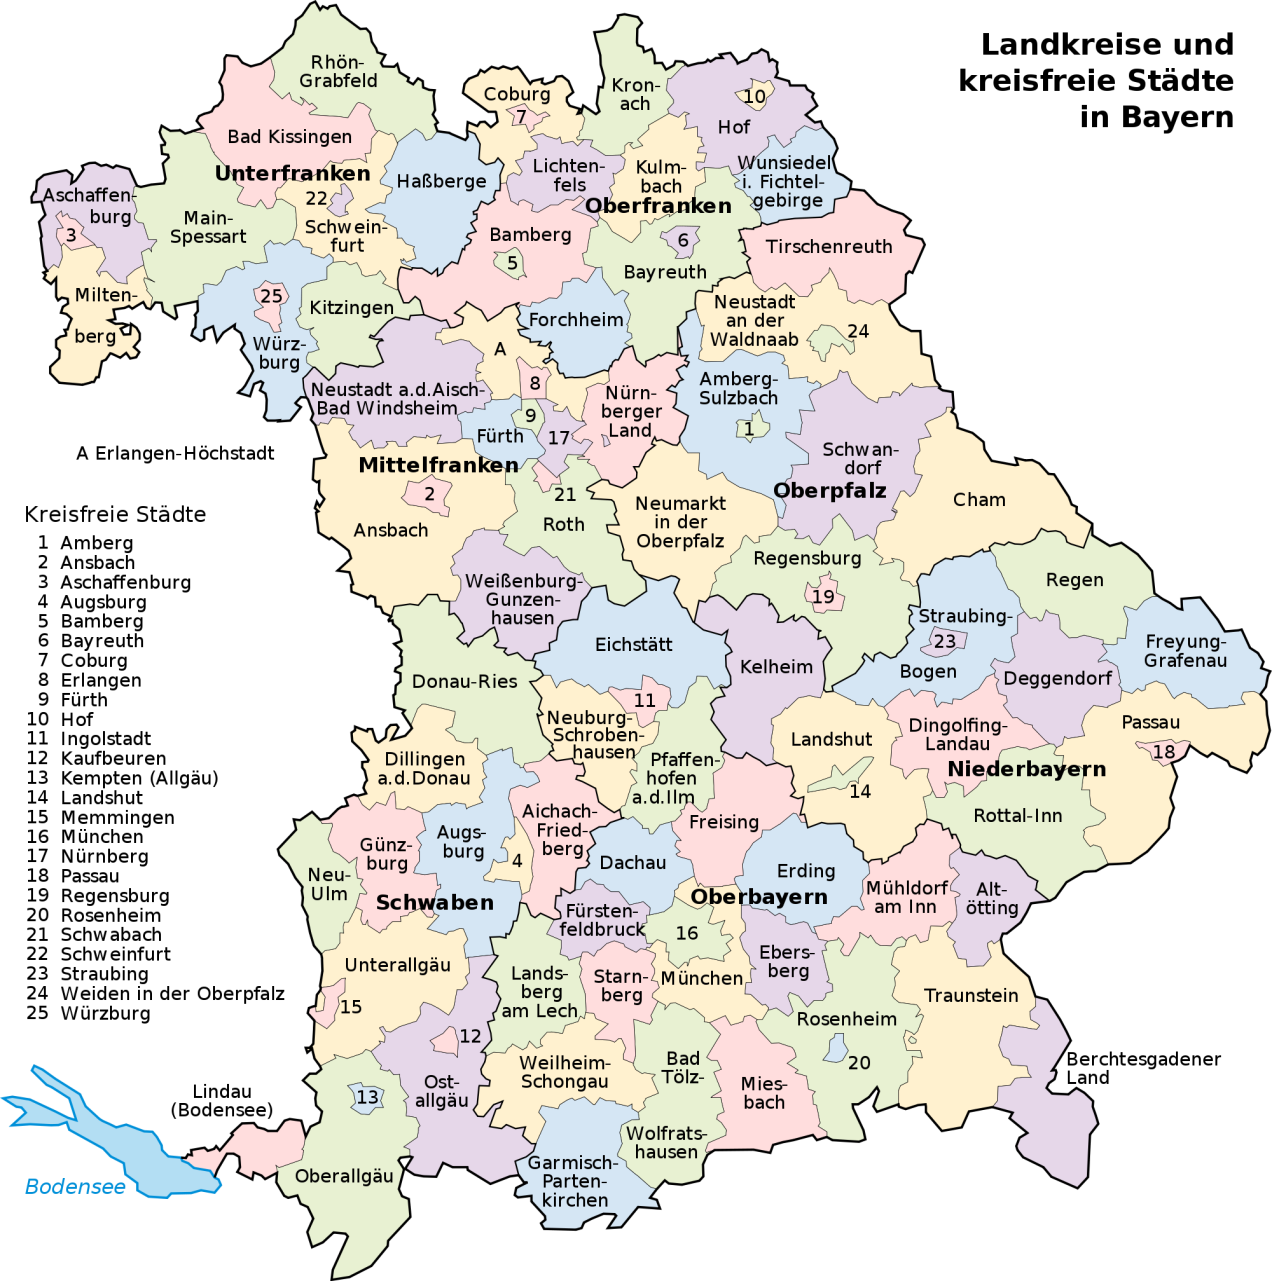 Landkreise und
kreisfreie Städte
in Bayern
Rhön-
Grabfeld
Bad Kissingen
Unterfranken
Haßberge
Aschaffen-
burg
3
Main-
Spessart
22
Schwein-
furt
Milten-
berg
25
Würz-
burg
Kitzingen
Coburg
7
Kron-
ach
10
Hof
Lichten-
fels
Kulm-
bach
Wunsiedel
i. Fichtel-
gebirge
Oberfranken
Bamberg
5
6
Bayreuth
Forchheim
Tirschenreuth
Neustadt
an der
Waldnaab
24
A
8
Neustadt a.d.Aisch-
Bad Windsheim
Fürth
9
17
Nürn-
berger
Land
Amberg-
Sulzbach
1
Schwan-
dorf
Oberpfalz
Cham
Mittelfranken
2
Ansbach
21
Roth
Neumarkt
in der
Oberpfalz
Regensburg
19
Weißenburg-
Gunzen-
hausen
Eichstätt
Kelheim
Straubing-
23
Bogen
Regen
Freyung-
Grafenau
Deggendorf
Donau-Ries
11
Neuburg-
Schroben-
hausen
Pfaffen-
hofen
a.d.Ilm
Landshut
14
Dingolfing-
Landau
Niederbayern
Passau
18
Rottal-Inn
Dillingen
a.d.Donau
Aichach-
Fried-
berg
Augs-
burg
4
Günz-
burg
Neu-
Ulm
Schwaben
Dachau
Freising
Erding
Oberbayern
Mühldorf
am Inn
Alt-
ötting
Fürsten-
feldbruck
16
München
Ebers-
berg
Unterallgäu
15
Lands-
berg
am Lech
Starn-
berg
Traunstein
Rosenheim
20
12
Ost-
allgäu
Weilheim-
Schongau
Bad
Tölz-
Wolfrats-
hausen
Mies-
bach
Berchtesgadener
Land
13
Oberallgäu
Garmisch-
Parten-
kirchen
Lindau
(Bodensee)
Bodensee
A Erlangen-Höchstadt
Kreisfreie Städte
1 Amberg
2 Ansbach
3 Aschaffenburg
4 Augsburg
5 Bamberg
6 Bayreuth
7 Coburg
8 Erlangen
9 Fürth
10 Hof
11 Ingolstadt
12 Kaufbeuren
13 Kempten (Allgäu)
14 Landshut
15 Memmingen
16 München
17 Nürnberg
18 Passau
19 Regensburg
20 Rosenheim
21 Schwabach
22 Schweinfurt
23 Straubing
24 Weiden in der Oberpfalz
25 Würzburg